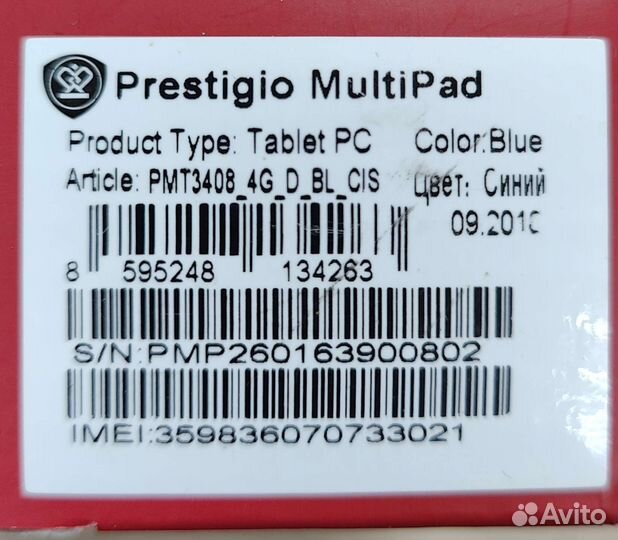 Prestigio MultiPad
Product Type: Tablet PC Color:Blue
Article: PMT3408_4G_D_BL_CIS Цвет: Синий
8 595248 134263
S/N:PMP260163900802
IMEI:359836070733021
Avito